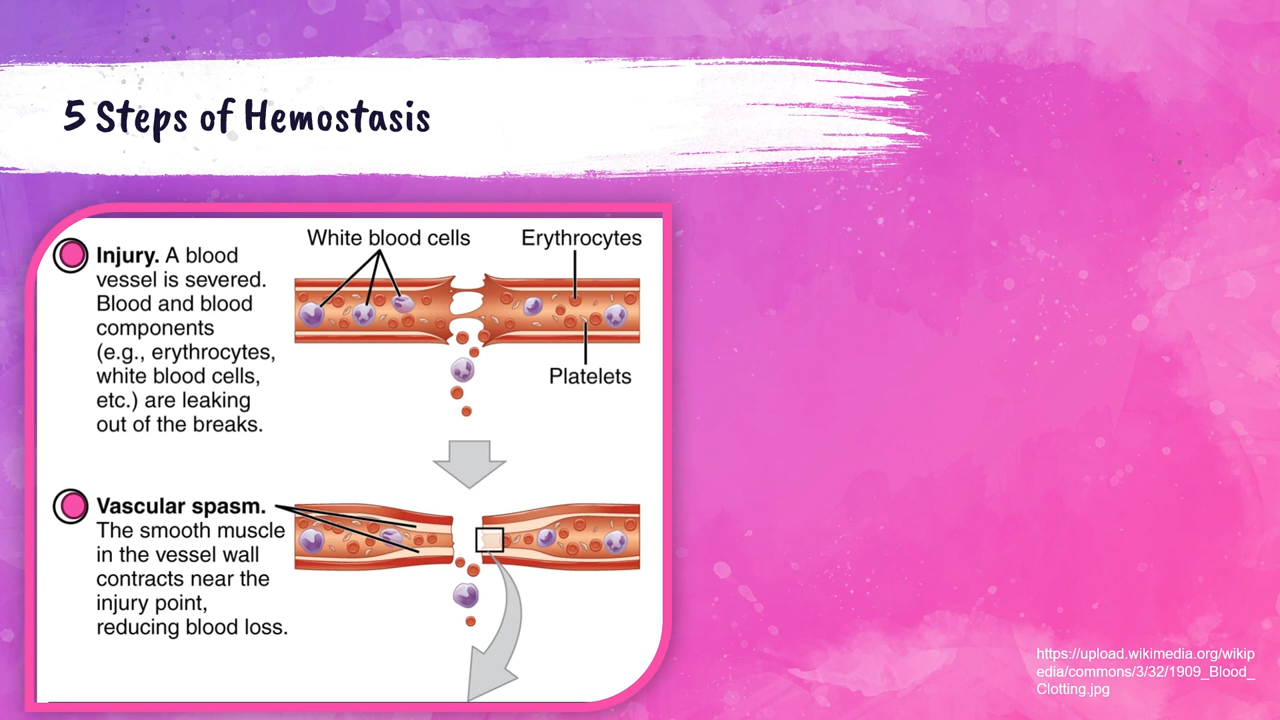 5 Steps of Hemostasis
White blood cells
Erythrocytes
Injury. A blood
vessel is severed.
Blood and blood
components
(e.g., erythrocytes,
white blood cells,
etc.) are leaking
out of the breaks.
Platelets
Vascular spasm.
The smooth muscle
in the vessel wall
contracts near the
injury point,
reducing blood loss.
https://upload.wikimedia.org/wikip
edia/commons/3/32/1909_Blood_
Clotting.jpg